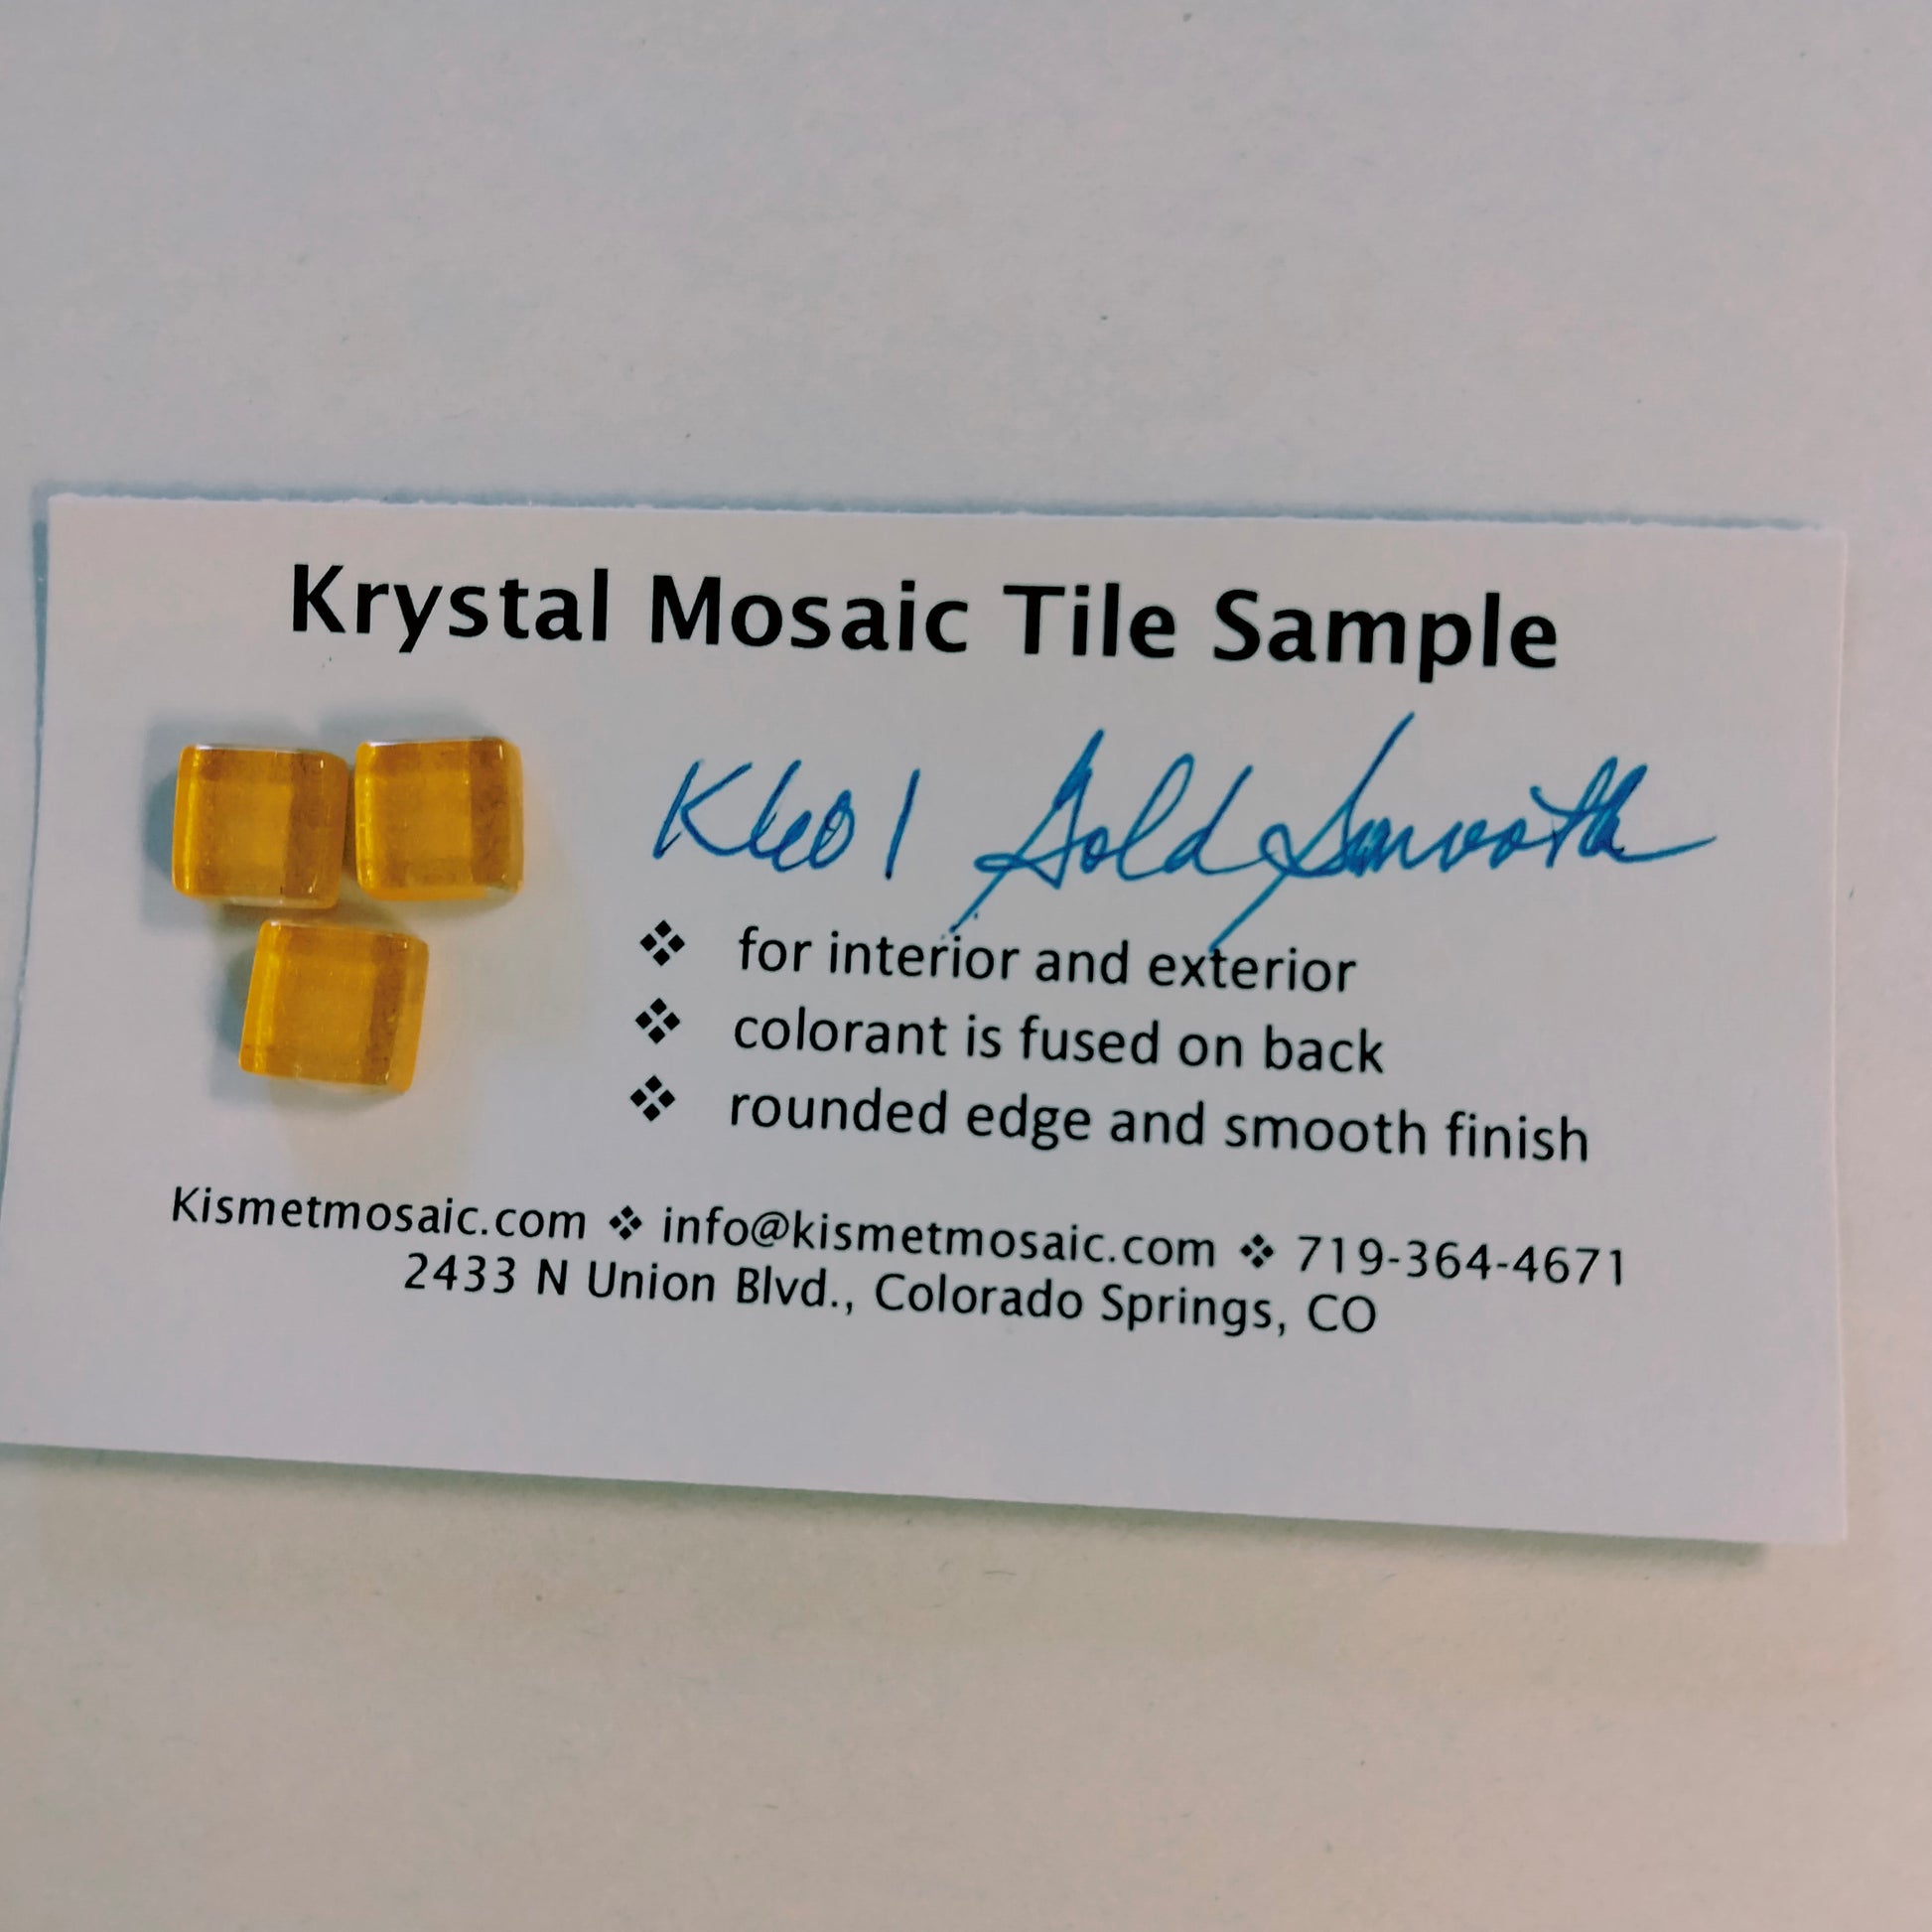 Krystal Mosaic Tile Sample
Gold Smooth
❖ for interior and exterior
❖ colorant is fused on back
❖ rounded edge and smooth finish
Kismetmosaic.com ❖ info@kismetmosaic.com ❖ 719-364-4671
2433 N Union Blvd., Colorado Springs, CO